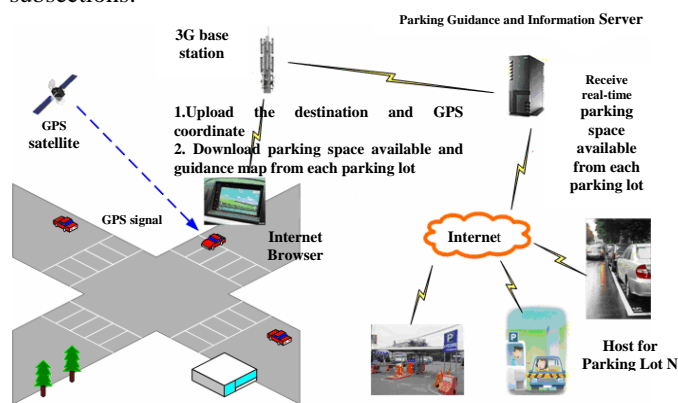 subsections.
3G base
station
Parking Guidance and Information Server
GPS
satellite
1.Upload the destination and GPS
coordinate
2. Download parking space available and
guidance map from each parking lot
Receive
real-time
parking
space
available
from each
parking lot
GPS signal
Internet
Browser
Internet
P
P
Host for
Parking Lot N